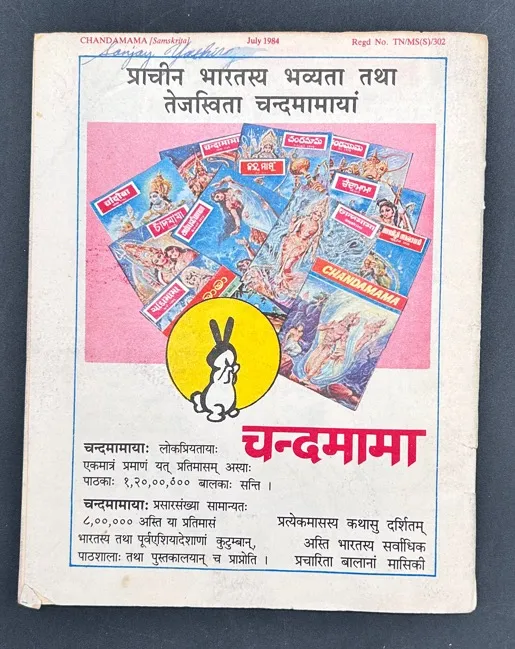 CHANDAMAMA [Samskrita] July 1984 Regd No. TN/MS(S)/302
Sanjay
प्राचीन भारतस्य भव्यता तथा
तेजस्विता चन्दमामायां
चांदोबा
चन्दामामा
CHANDAMAMA
चन्दमामा
चन्दमामायाः लोकप्रियतायाः
एकमात्रं प्रमाणं यत् प्रतिमासम् अस्याः
पाठकाः १,२०,००,००० बालकाः सन्ति ।
चन्दमामायाः प्रसारसंख्या सामान्यतः
८,००,००० अस्ति या प्रतिमासं
भारतस्य तथा पूर्वएशियादेशाणां कुटुम्बान्,
पाठशालाः तथा पुस्तकालयान् च प्राप्नोति ।
प्रत्येकमासस्य कथासु दर्शितम्
अस्ति भारतस्य सर्वाधिक
प्रचारिता बालानां मासिकी